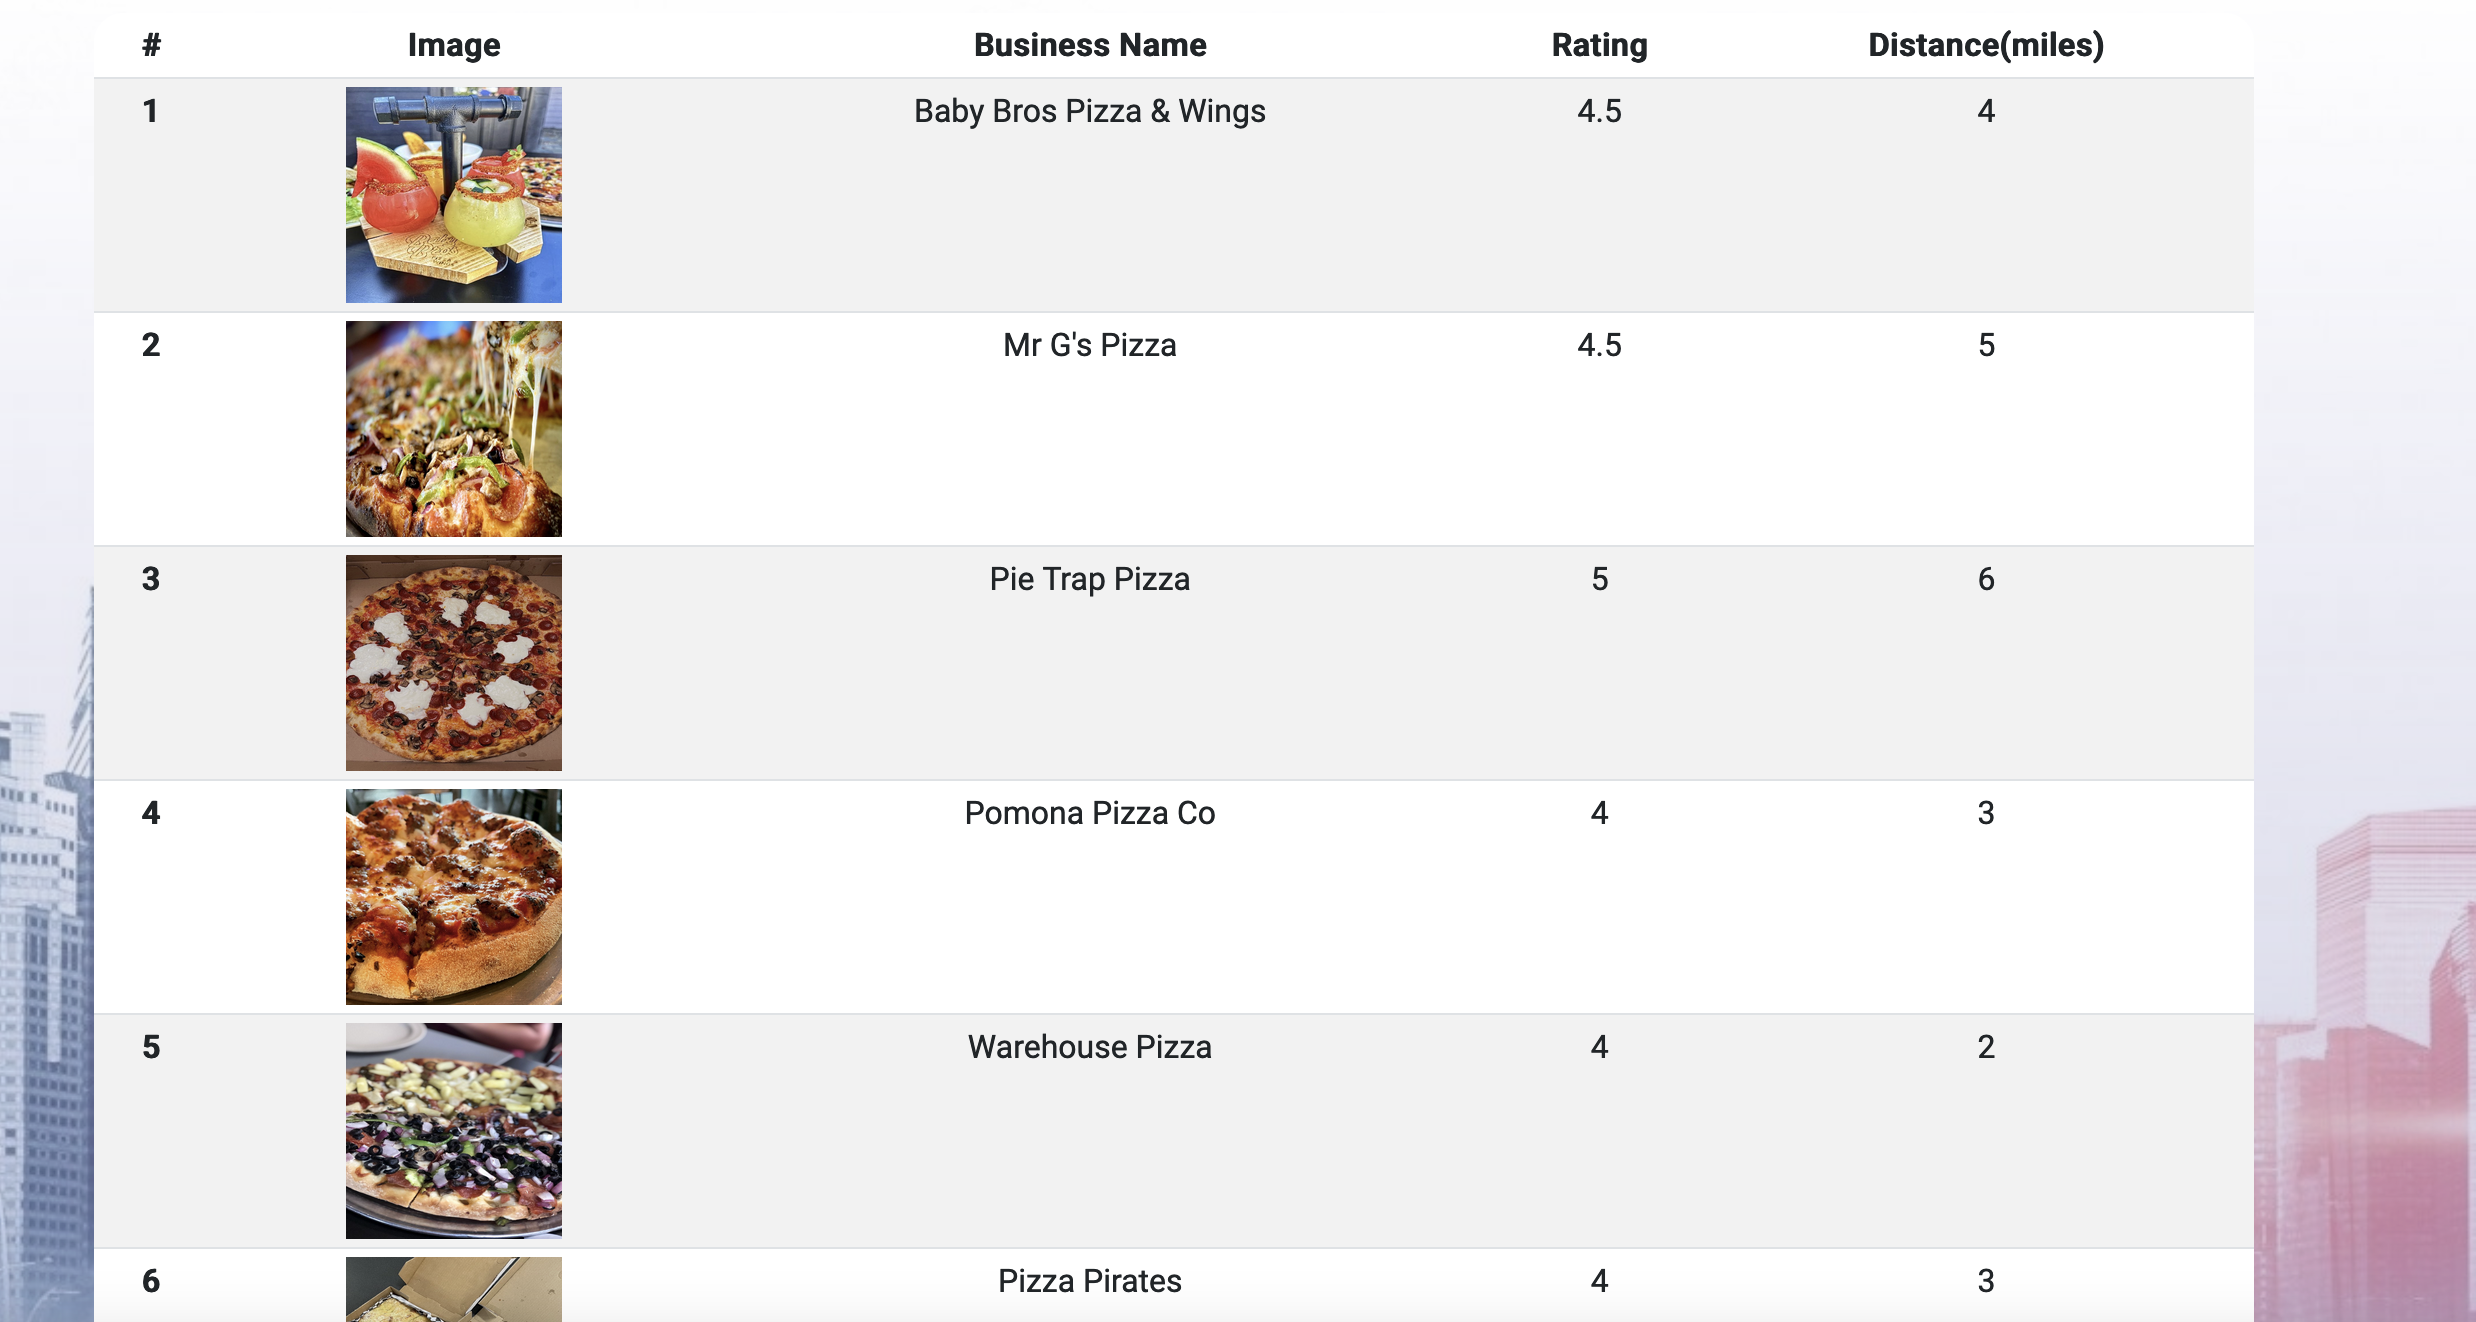 # Image Business Name Rating Distance(miles)
1 Baby Bros Pizza & Wings 4.5 4
2 Mr G's Pizza 4.5 5
3 Pie Trap Pizza 5 6
4 Pomona Pizza Co 4 3
5 Warehouse Pizza 4 2
6 Pizza Pirates 4 3